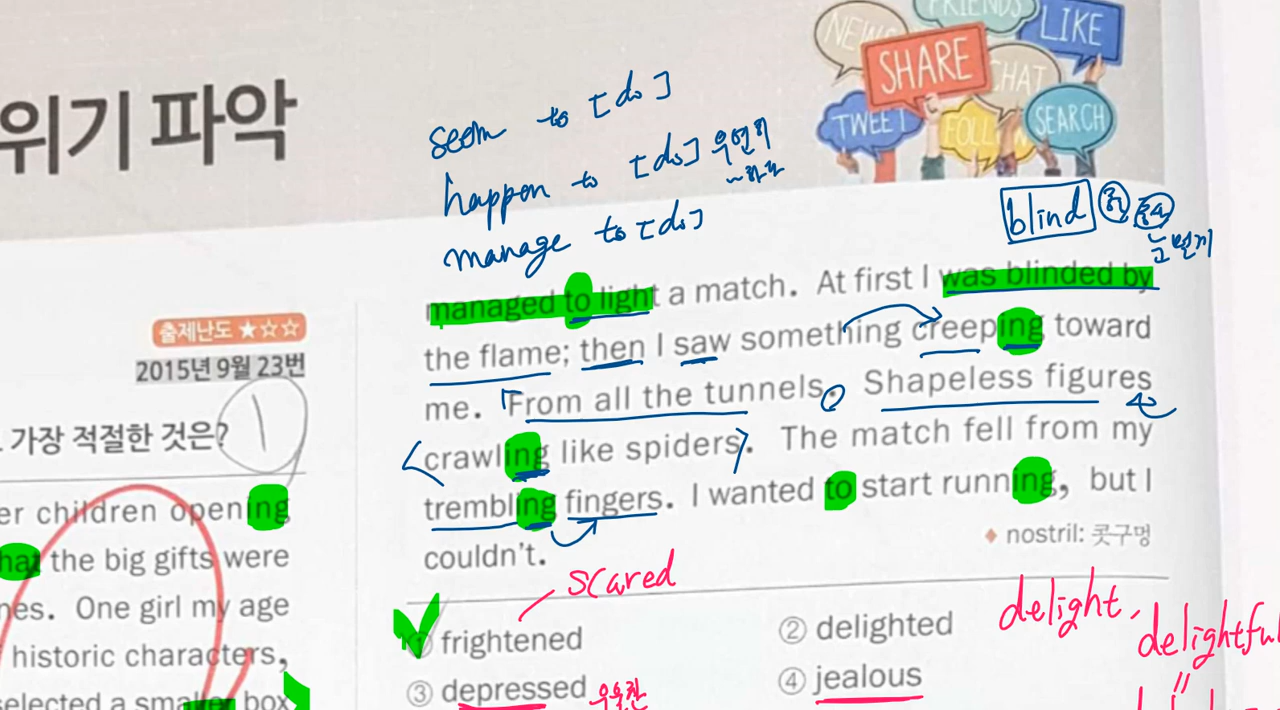 위기 파악
NEWS
FRIENDS
LIKE
SHARE
CHAT
TWEET
SEARCH
seem to [do]
happen to [do] 우연히
~하다
manage to [do]
blind
눈멀게
managed to light a match. At first I was blinded by
the flame; then I saw something creeping toward
me. From all the tunnels. Shapeless figures
crawling like spiders. The match fell from my
trembling fingers. I wanted to start running, but I
couldn't.
♦ nostril: 콧구멍
scared
① frightened
② delighted
③ depressed 우울한
④ jealous
delight,
delightful
"
출제난도 ★☆☆
2015년 9월 23번
가장 적절한 것은?
1
er children opening
hat the big gifts were
nes. One girl my age
historic characters,
selected a smaller box